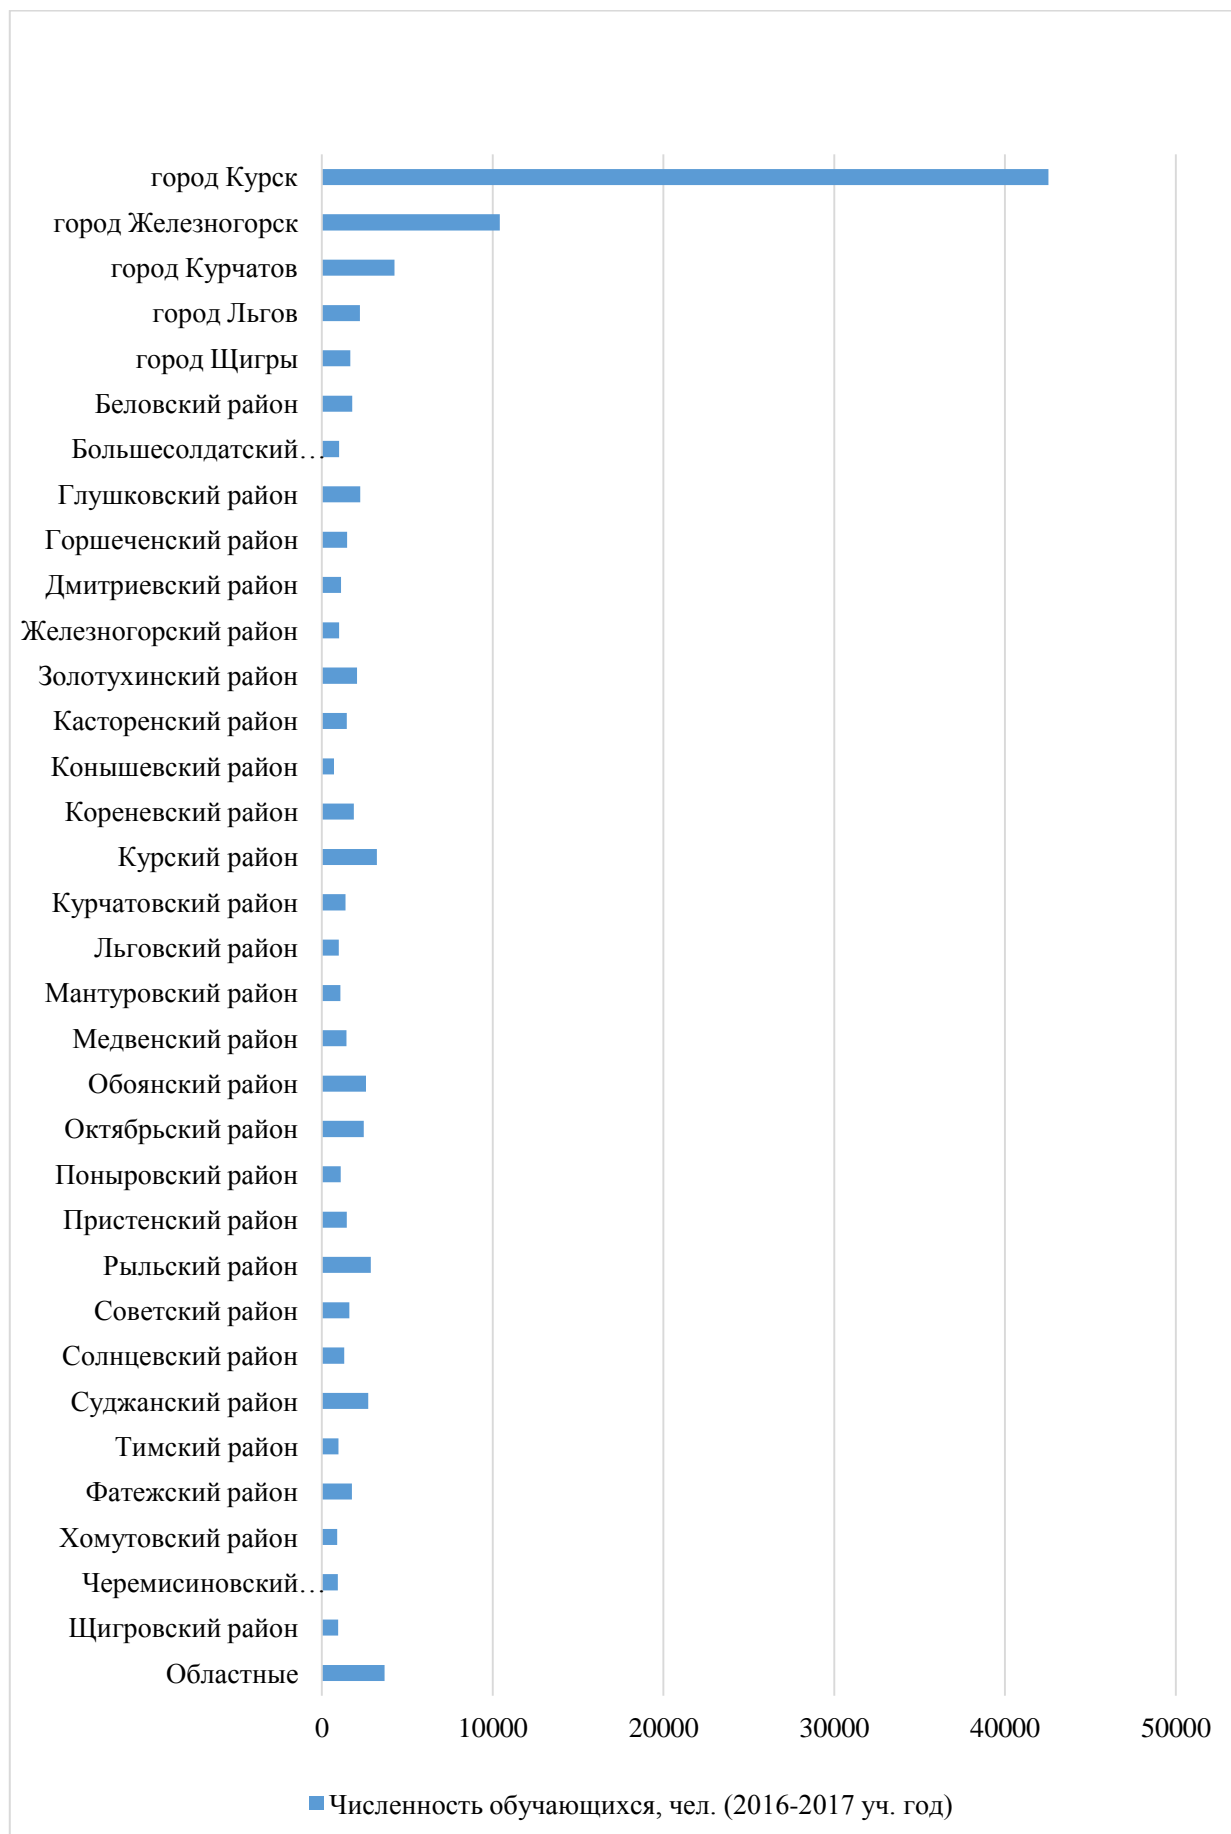 город Курск
город Железногорск
город Курчатов
город Льгов
город Щигры
Беловский район
Большесолдатский…
Глушковский район
Горшеченский район
Дмитриевский район
Железногорский район
Золотухинский район
Касторенский район
Конышевский район
Кореневский район
Курский район
Курчатовский район
Льговский район
Мантуровский район
Медвенский район
Обоянский район
Октябрьский район
Поныровский район
Пристенский район
Рыльский район
Советский район
Солнцевский район
Суджанский район
Тимский район
Фатежский район
Хомутовский район
Черемисиновский…
Щигровский район
Областные
0 10000 20000 30000 40000 50000
Численность обучающихся, чел. (2016-2017 уч. год)